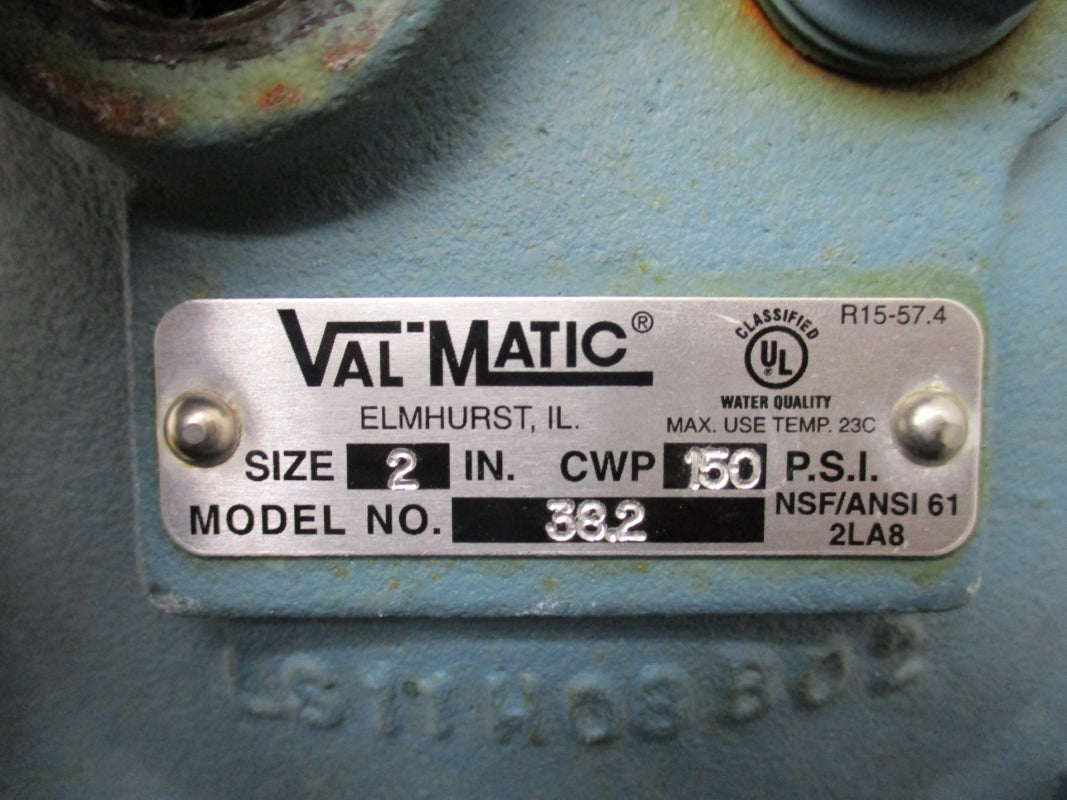 VAL-MATIC®
ELMHURST, IL.
CLASSIFIED
UL®
WATER QUALITY
R15-57.4
MAX. USE TEMP. 23C
SIZE 2 IN. CWP 150 P.S.I.
MODEL NO. 38.2
NSF/ANSI 61
2LA8